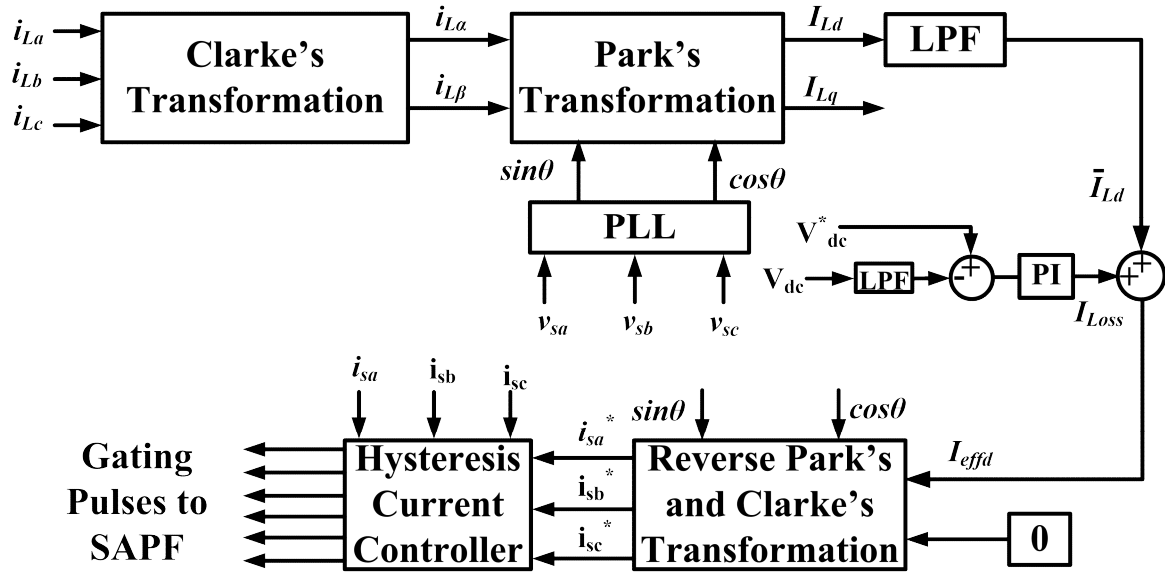 i_La
i_Lb
i_Lc
Clarke's
Transformation
i_Lα
i_Lβ
Park's
Transformation
I_Ld
I_Lq
LPF
sinθ
cosθ
PLL
v_sa
v_sb
v_sc
Ī_Ld
V*_dc
V_dc
LPF
-
+
PI
+
+
I_Loss
i_sa
i_sb
i_sc
sinθ
cosθ
Gating
Pulses to
SAPF
Hysteresis
Current
Controller
i_sa*
i_sb*
i_sc*
Reverse Park's
and Clarke's
Transformation
I_effd
0